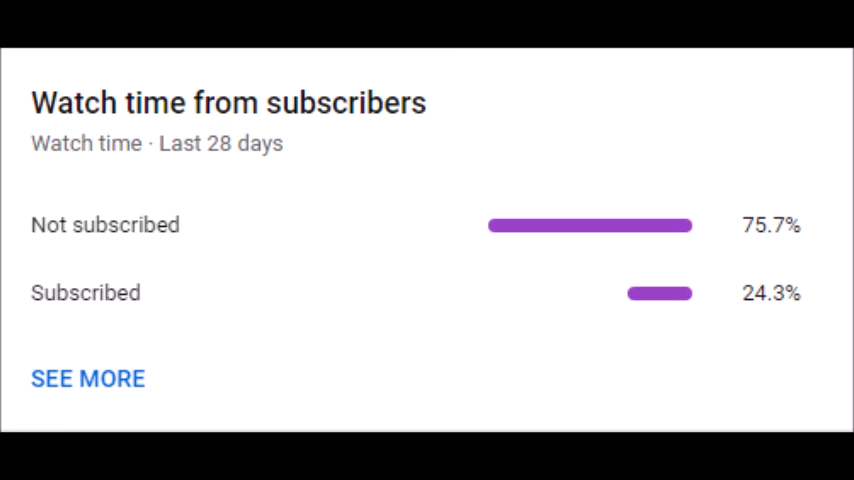 Watch time from subscribers
Watch time · Last 28 days
Not subscribed 75.7%
Subscribed 24.3%
SEE MORE